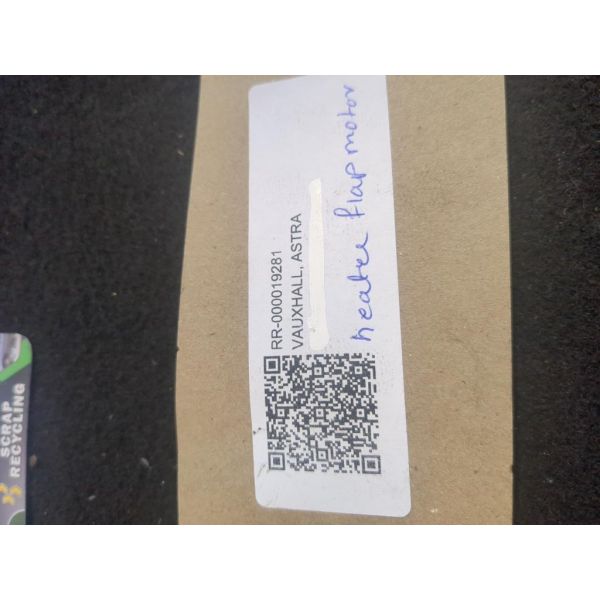 RR-000019281
VAUXHALL, ASTRA
heater flap motor
SCRAP
RECYCLING